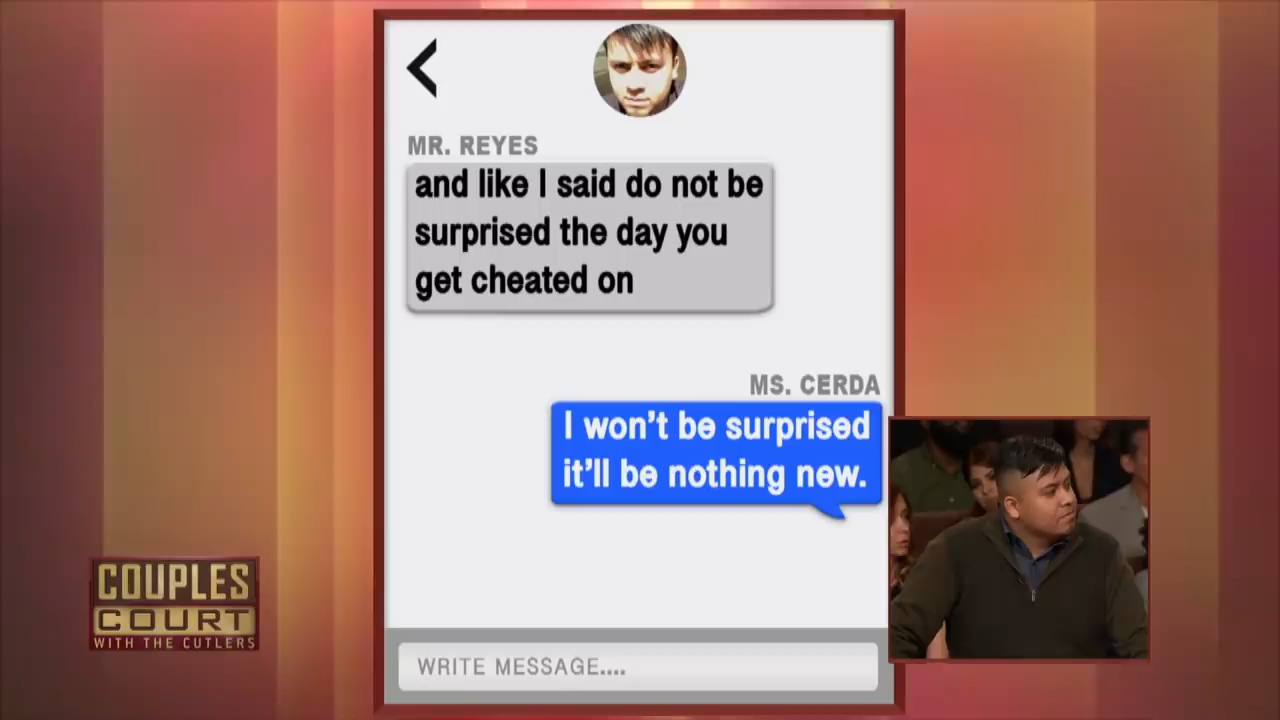 MR. REYES
and like I said do not be
surprised the day you
get cheated on
MS. CERDA
I won't be surprised
it'll be nothing new.
COUPLES
COURT
WITH THE CUTLERS
WRITE MESSAGE....